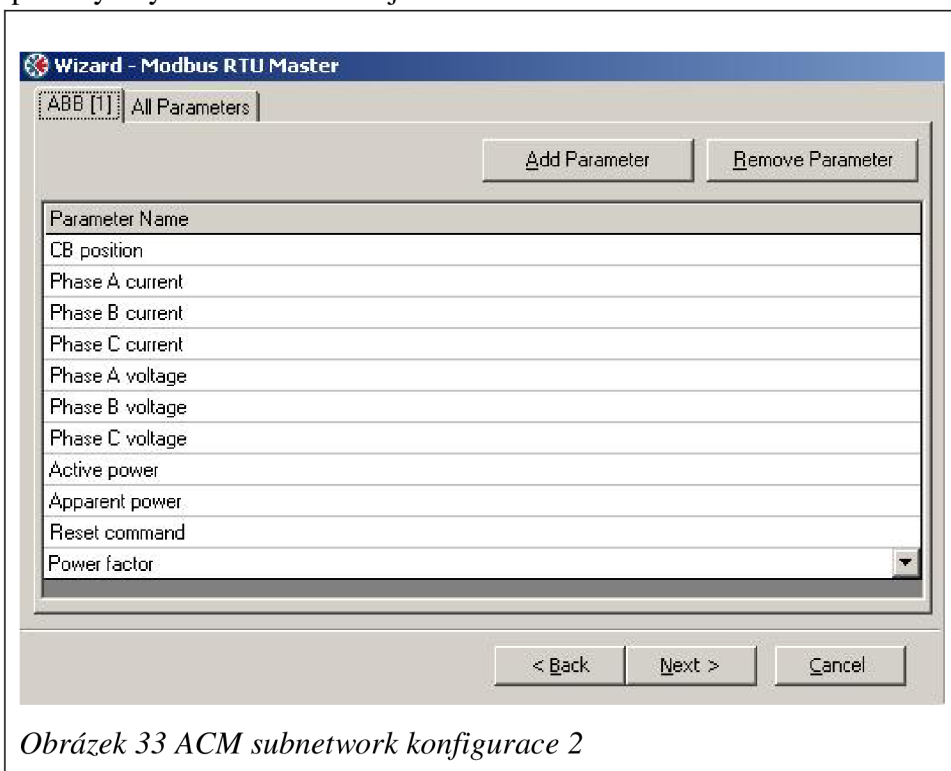 Wizard - Modbus RTU Master
ABB [1] All Parameters
Add Parameter Remove Parameter
Parameter Name
CB position
Phase A current
Phase B current
Phase C current
Phase A voltage
Phase B voltage
Phase C voltage
Active power
Apparent power
Reset command
Power factor
< Back Next > Cancel
Obrázek 33 ACM subnetwork konfigurace 2